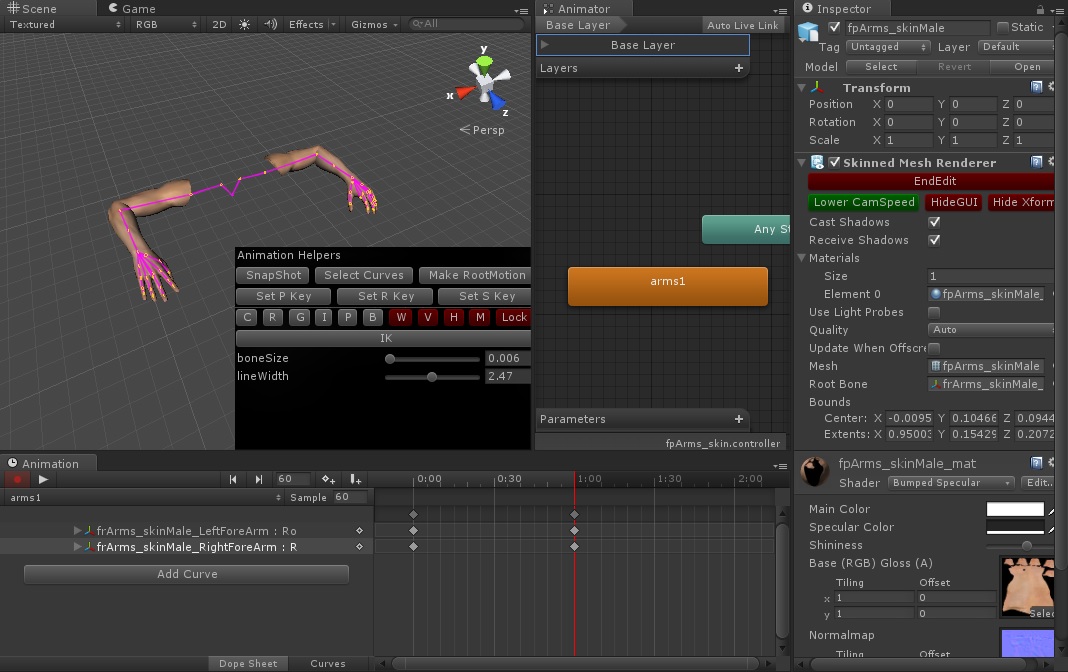 Scene
Game
Textured
RGB
2D
Effects
Gizmos
All
y
x
z
Persp
Animation Helpers
SnapShot
Select Curves
Make RootMotion
Set P Key
Set R Key
Set S Key
C R G I P B W V H M Lock
IK
boneSize 0.006
lineWidth 2.47
Animator
Base Layer
Auto Live Link
Base Layer
Layers +
Any St
arms1
Parameters +
fpArms_skin.controller
Inspector
fpArms_skinMale
Static
Tag Untagged Layer Default
Model Select Revert Open
Transform
Position X 0 Y 0 Z 0
Rotation X 0 Y 0 Z 0
Scale X 1 Y 1 Z 1
Skinned Mesh Renderer
EndEdit
Lower CamSpeed HideGUI Hide Xform
Cast Shadows
Receive Shadows
Materials
Size 1
Element 0 fpArms_skinMale_
Use Light Probes
Quality Auto
Update When Offscre
Mesh fpArms_skinMale
Root Bone frArms_skinMale_
Bounds
Center: X -0.0095 Y 0.10466 Z 0.0944
Extents: X 0.95003 Y 0.15429 Z 0.2072
fpArms_skinMale_mat
Shader Bumped Specular Edit..
Main Color
Specular Color
Shininess
Base (RGB) Gloss (A)
Tiling Offset
x 1 0
y 1 0
Selec
Normalmap
Tiling Offset
Animation
60
0:00 0:30 1:00 1:30 2:00
arms1
Sample 60
frArms_skinMale_LeftForeArm : Ro
frArms_skinMale_RightForeArm : R
Add Curve
Dope Sheet
Curves